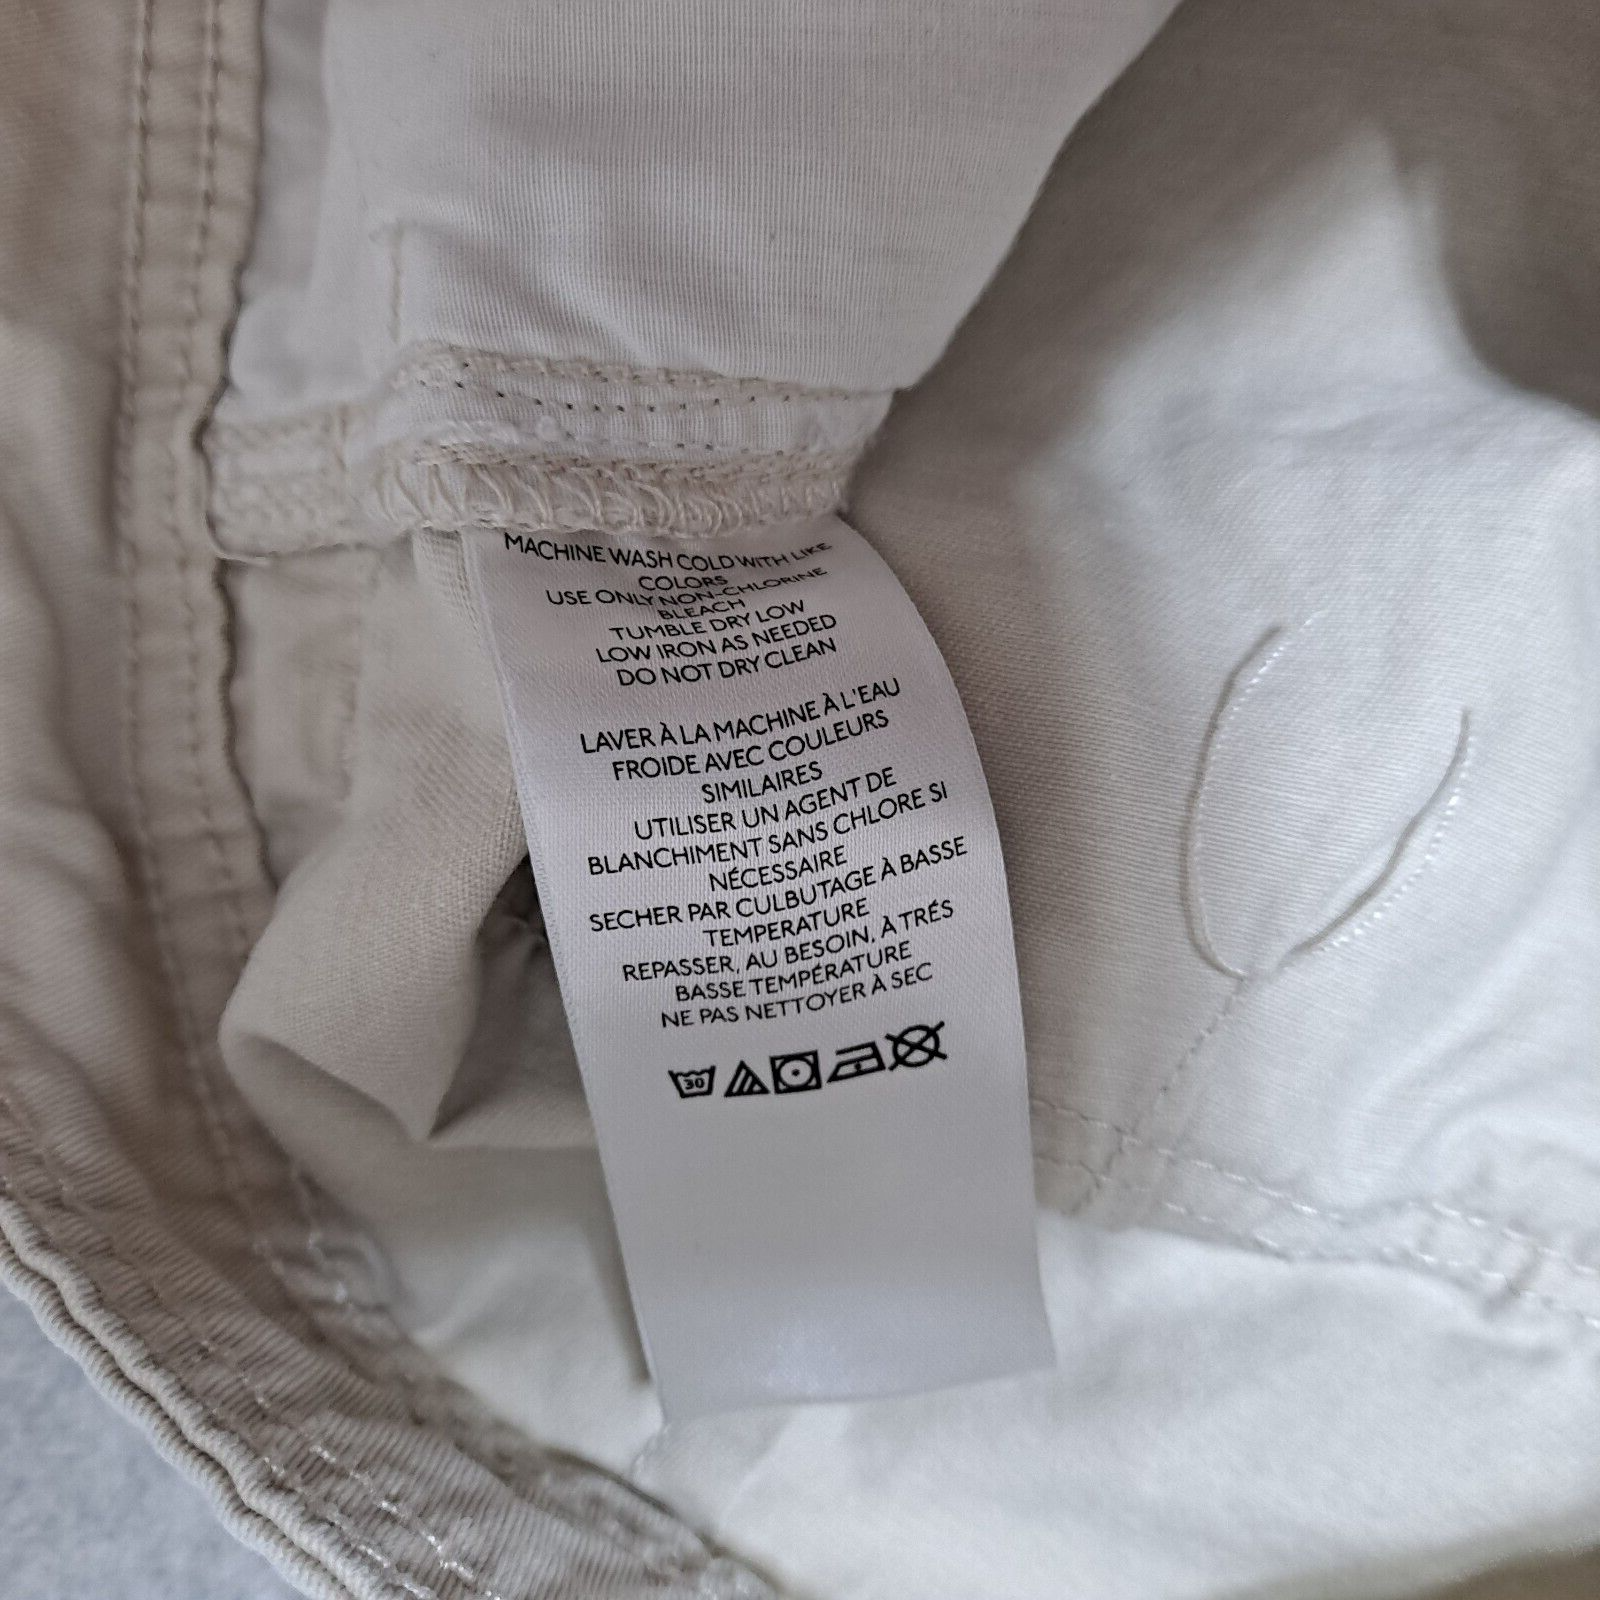 MACHINE WASH COLD WITH LIKE
COLORS
USE ONLY NON-CHLORINE
BLEACH
TUMBLE DRY LOW
LOW IRON AS NEEDED
DO NOT DRY CLEAN
LAVER À LA MACHINE À L'EAU
FROIDE AVEC COULEURS
SIMILAIRES
UTILISER UN AGENT DE
BLANCHIMENT SANS CHLORE SI
NÉCESSAIRE
SECHER PAR CULBUTAGE À BASSE
TEMPERATURE
REPASSER, AU BESOIN, À TRÉS
BASSE TEMPÉRATURE
NE PAS NETTOYER À SEC
30